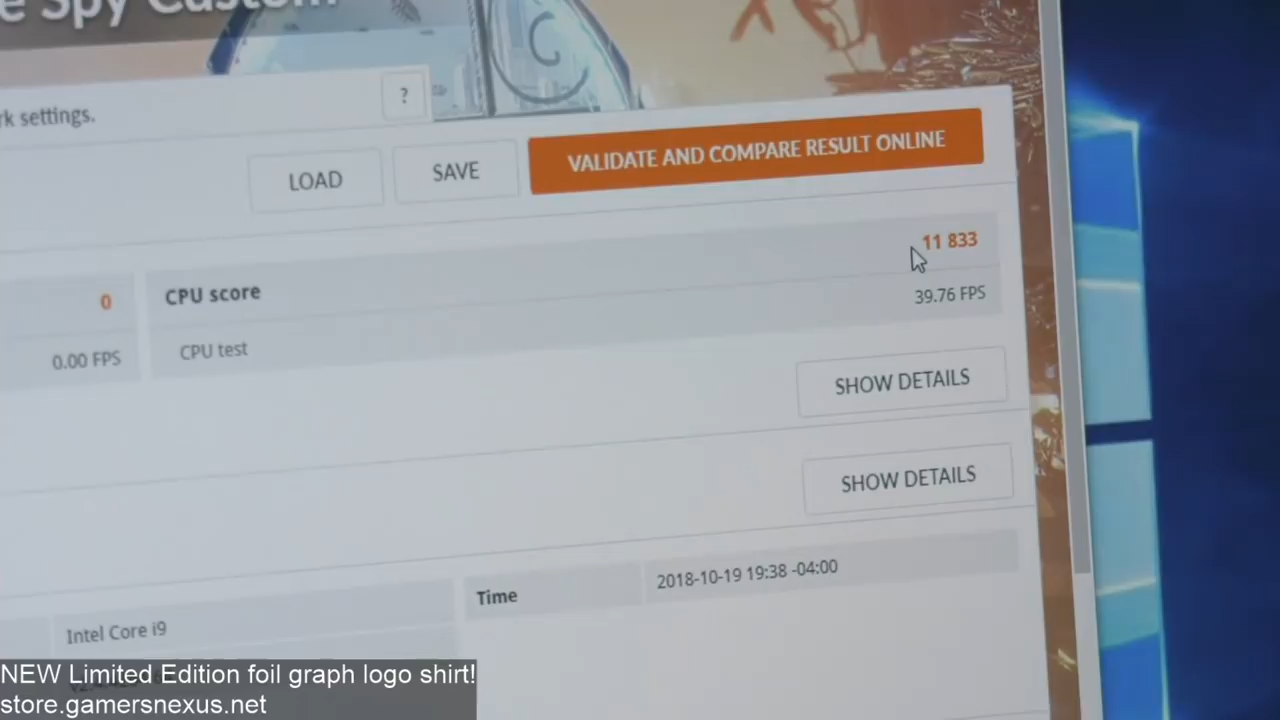 e Spy Custom
rk settings.
?
LOAD
SAVE
VALIDATE AND COMPARE RESULT ONLINE
0
CPU score
11 833
0.00 FPS
CPU test
39.76 FPS
SHOW DETAILS
SHOW DETAILS
Intel Core i9
Time
2018-10-19 19:38 -04:00
NEW Limited Edition foil graph logo shirt!
store.gamersnexus.net